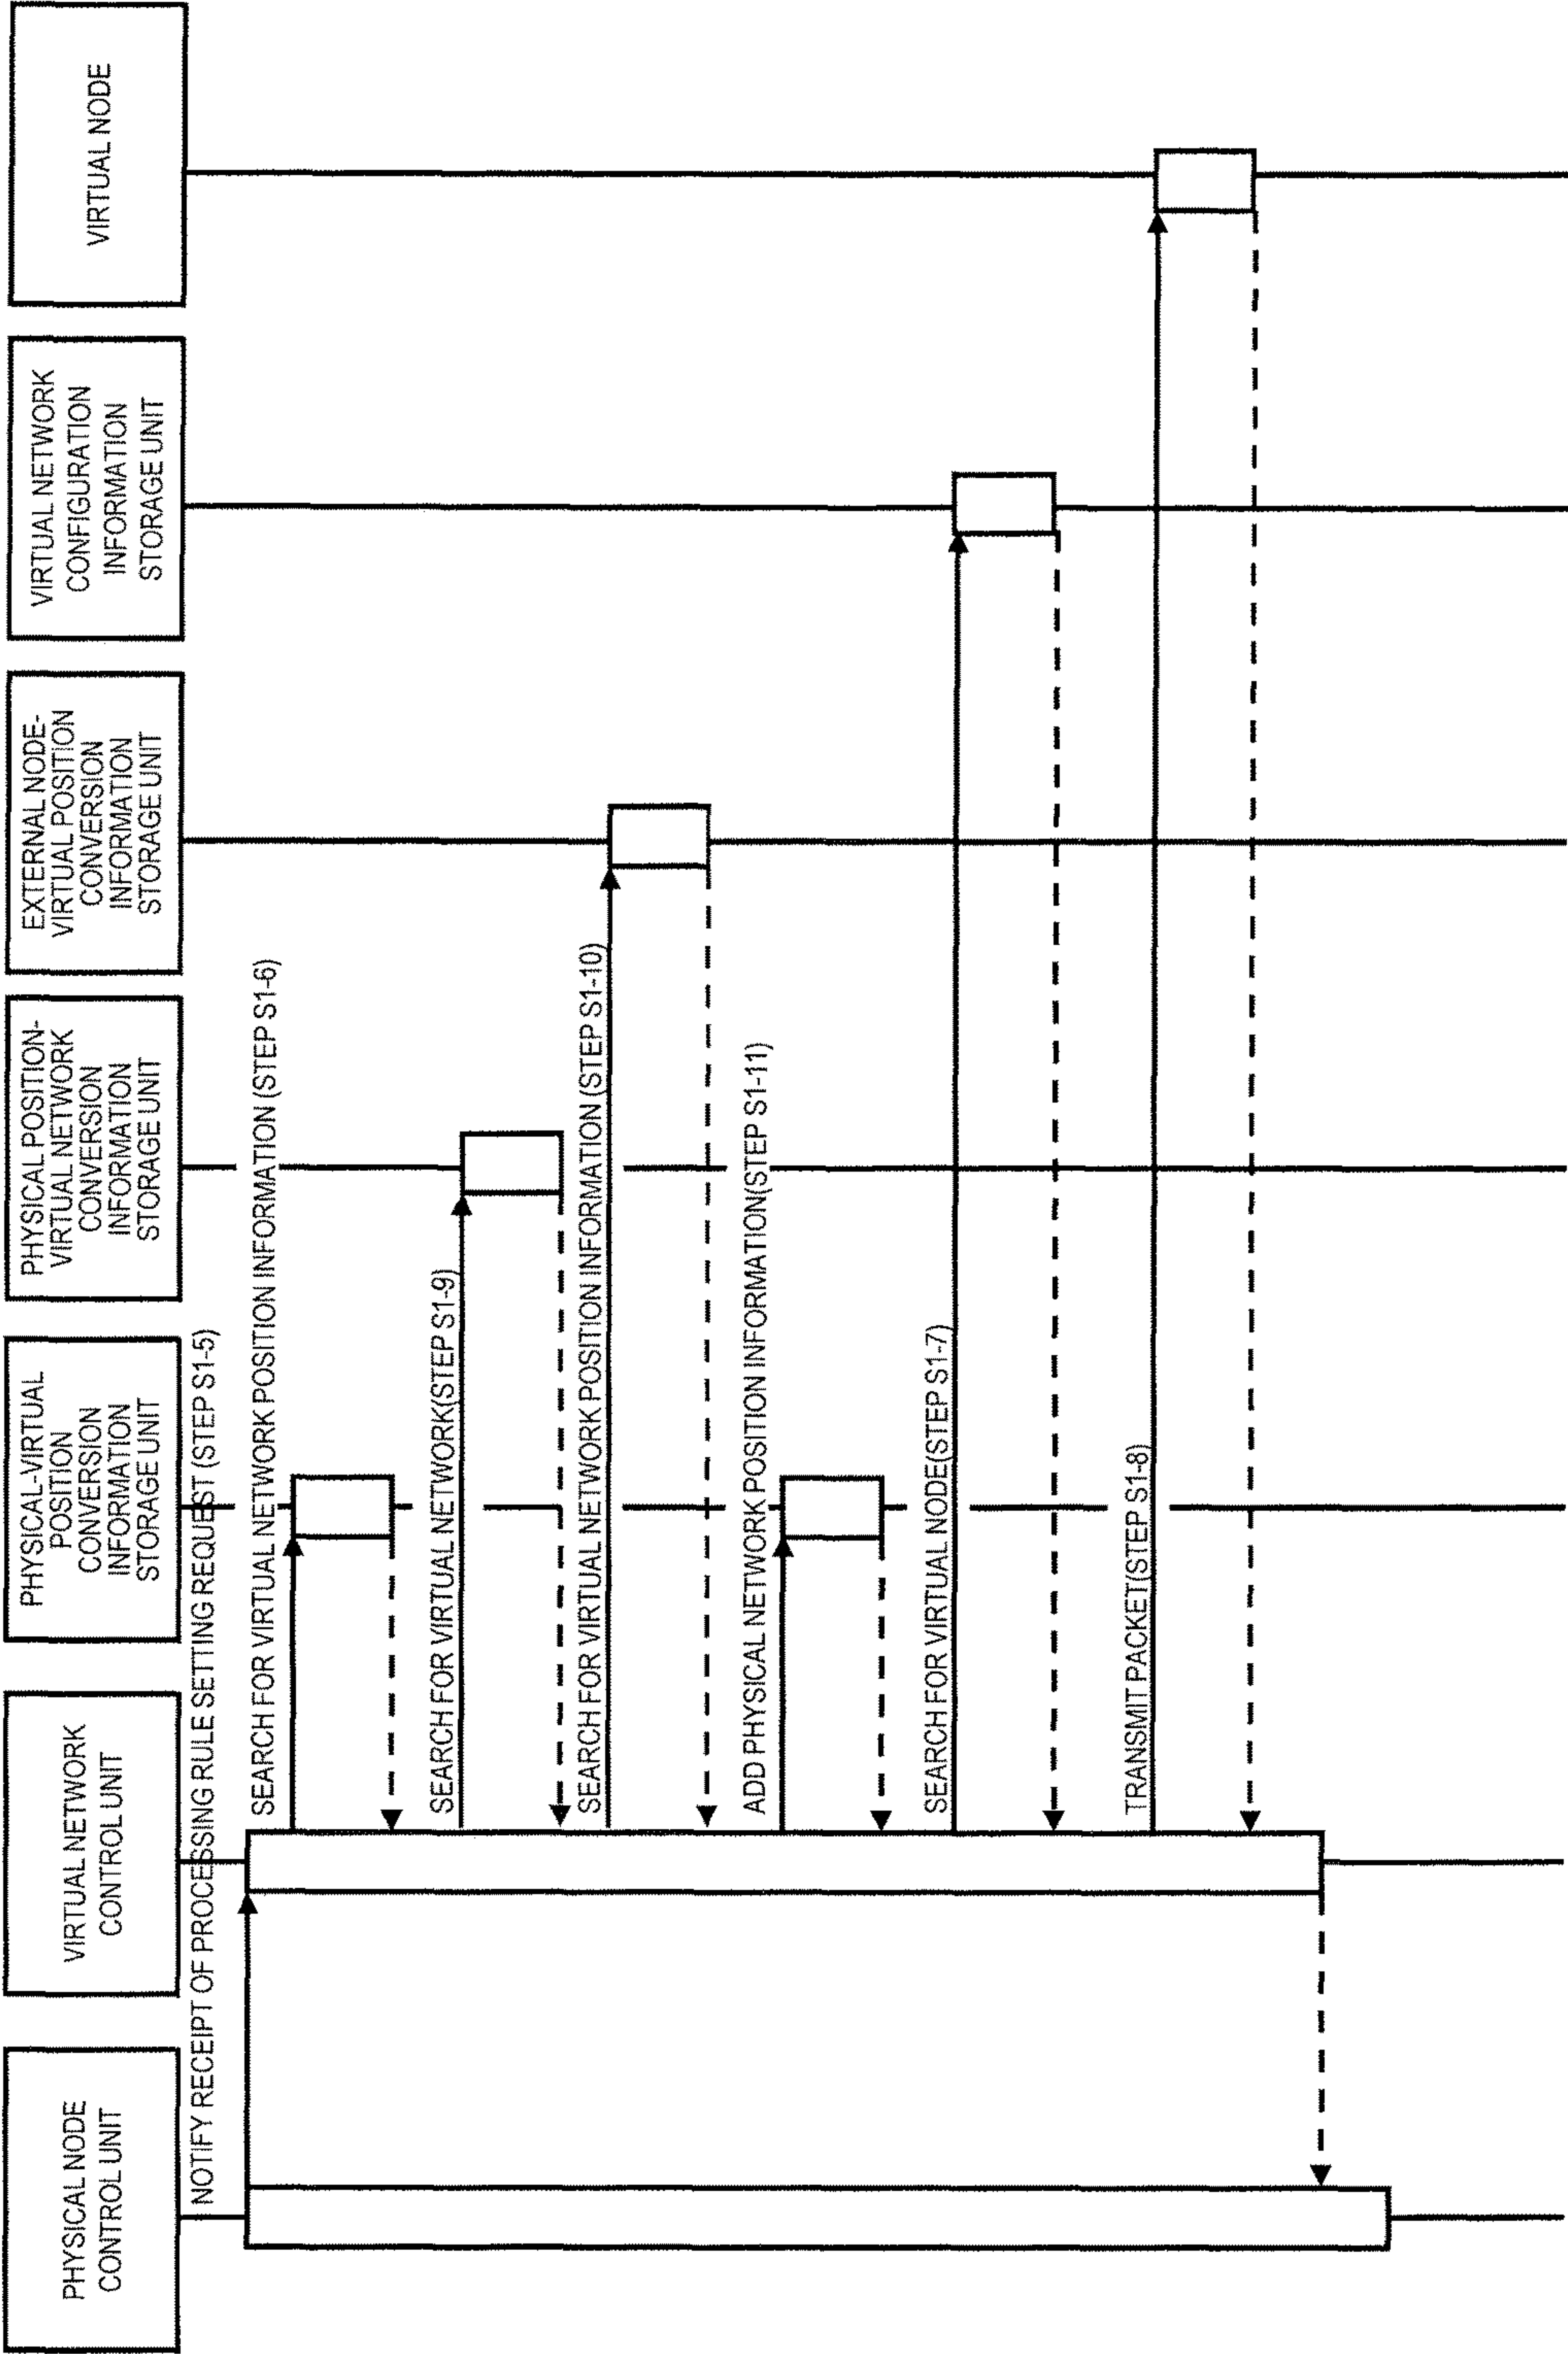 PHYSICAL NODE
CONTROL UNIT
VIRTUAL NETWORK
CONTROL UNIT
PHYSICAL-VIRTUAL
POSITION
CONVERSION
INFORMATION
STORAGE UNIT
PHYSICAL POSITION-
VIRTUAL NETWORK
CONVERSION
INFORMATION
STORAGE UNIT
EXTERNAL NODE-
VIRTUAL POSITION
CONVERSION
INFORMATION
STORAGE UNIT
VIRTUAL NETWORK
CONFIGURATION
INFORMATION
STORAGE UNIT
VIRTUAL NODE
NOTIFY RECEIPT OF PROCESSING RULE SETTING REQUEST (STEP S1-5)
SEARCH FOR VIRTUAL NETWORK POSITION INFORMATION (STEP S1-6)
SEARCH FOR VIRTUAL NETWORK(STEP S1-9)
SEARCH FOR VIRTUAL NETWORK POSITION INFORMATION (STEP S1-10)
ADD PHYSICAL NETWORK POSITION INFORMATION(STEP S1-11)
SEARCH FOR VIRTUAL NODE(STEP S1-7)
TRANSMIT PACKET(STEP S1-8)